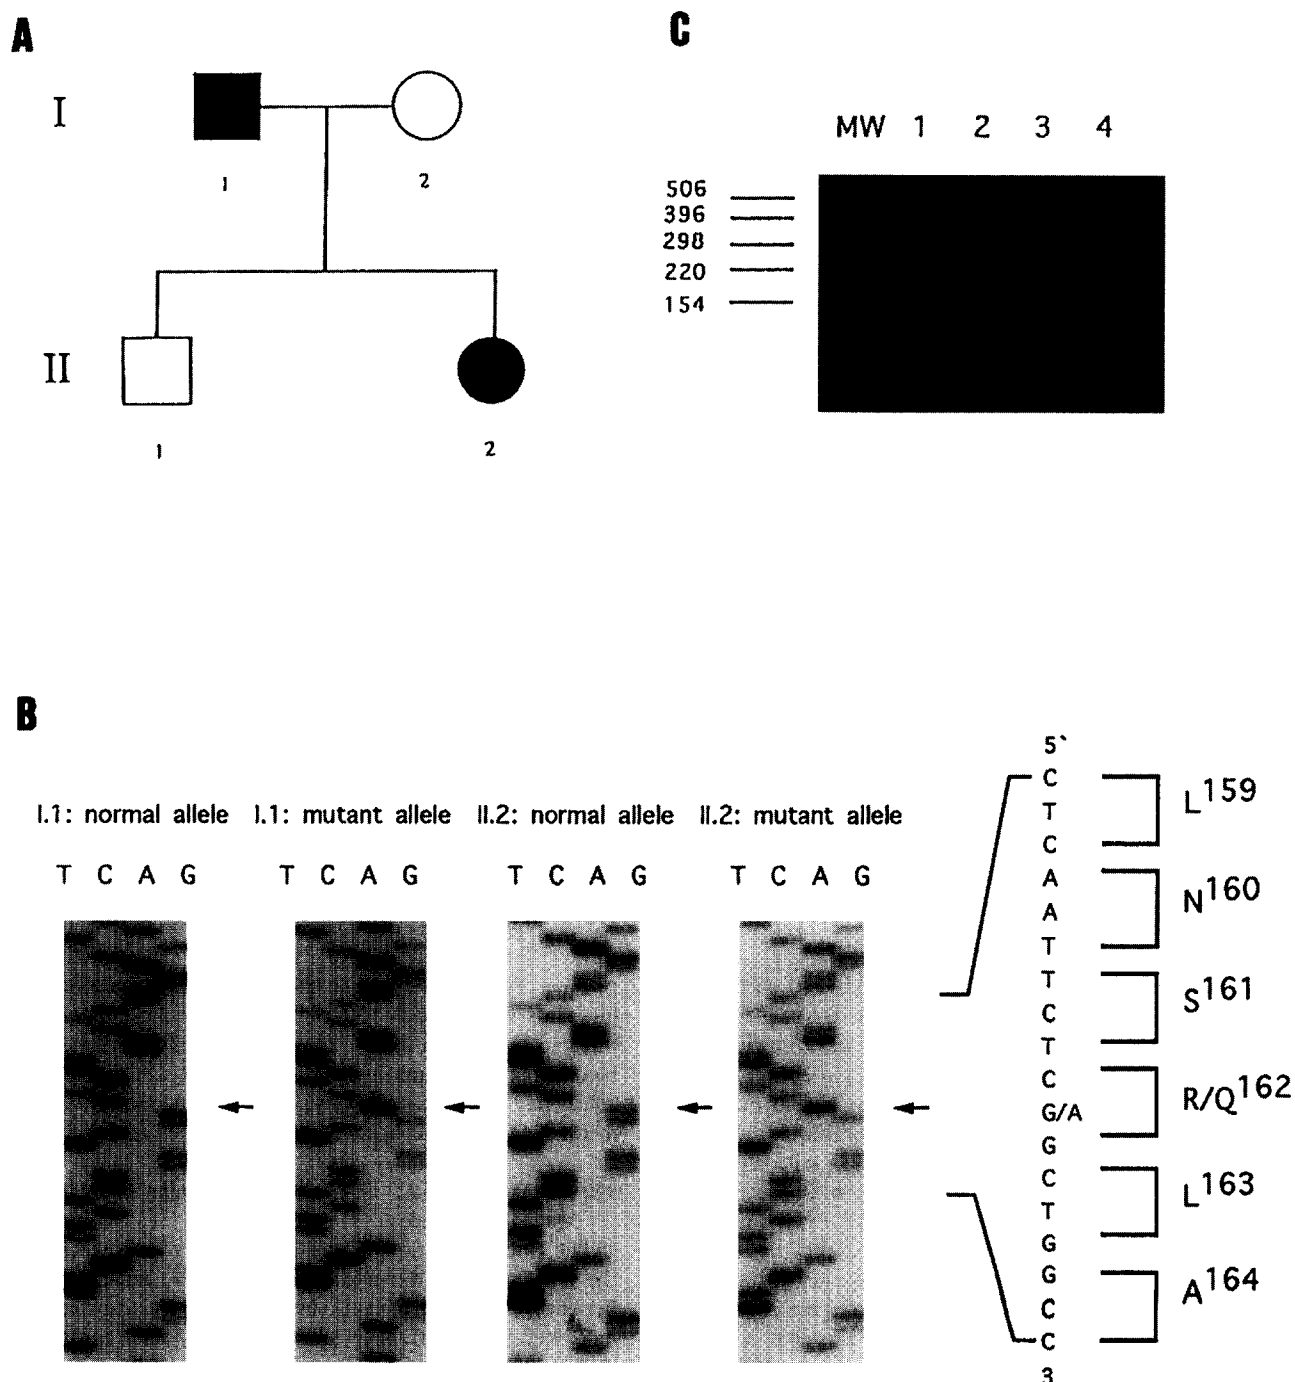 A
I
1
2
II
1
2
C
MW 1 2 3 4
506
396
298
220
154
B
I.1: normal allele I.1: mutant allele II.2: normal allele II.2: mutant allele
T C A G T C A G T C A G T C A G
5`
C
T
C
L159
A
A
T
N160
T
C
T
S161
C
G/A
G
R/Q162
C
T
G
L163
G
C
C
A164
3